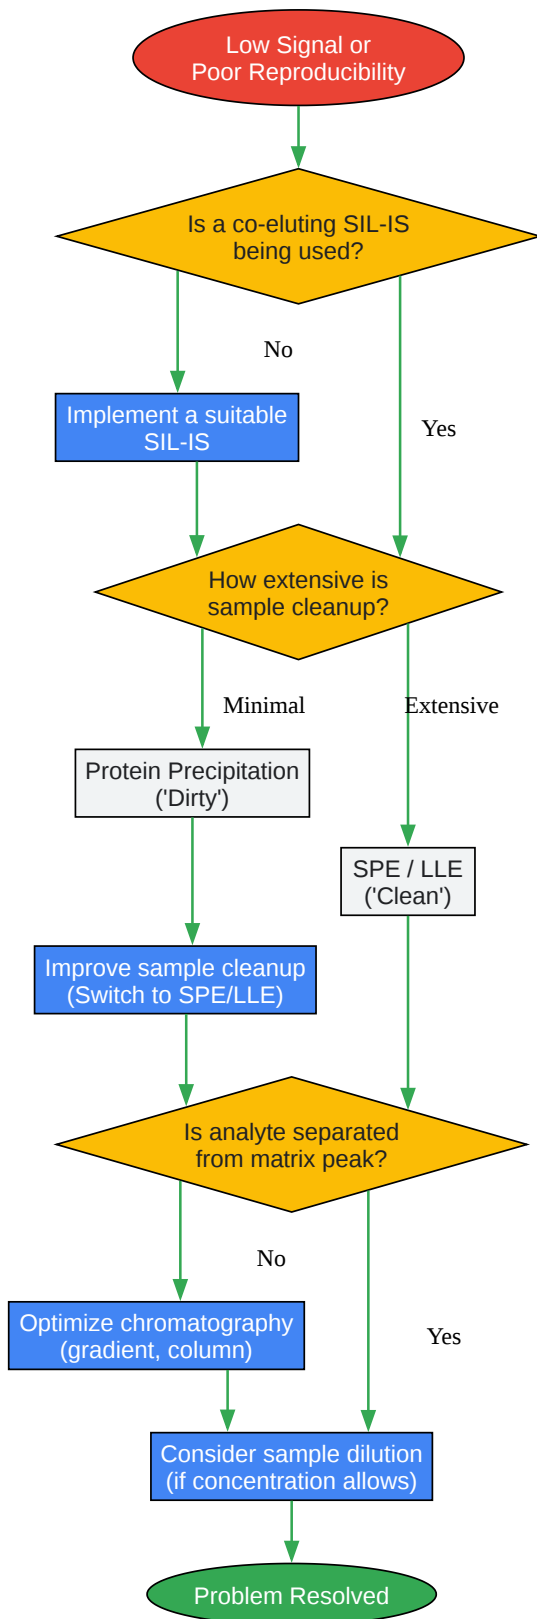 Low Signal or
Poor Reproducibility
Is a co-eluting SIL-IS
being used?
No
Implement a suitable
SIL-IS
Yes
How extensive is
sample cleanup?
Minimal
Extensive
Protein Precipitation
('Dirty')
SPE / LLE
('Clean')
Improve sample cleanup
(Switch to SPE/LLE)
Is analyte separated
from matrix peak?
No
Optimize chromatography
(gradient, column)
Yes
Consider sample dilution
(if concentration allows)
Problem Resolved